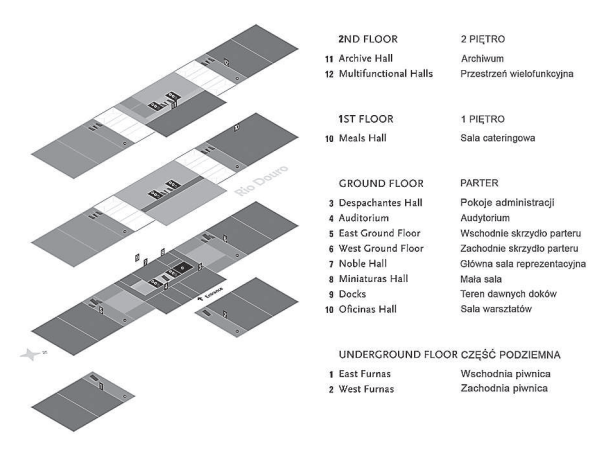 2ND FLOOR 2 PIĘTRO
11 Archive Hall Archiwum
12 Multifunctional Halls Przestrzeń wielofunkcyjna
1ST FLOOR 1 PIĘTRO
10 Meals Hall Sala cateringowa
Rio Douro
GROUND FLOOR PARTER
3 Despachantes Hall Pokoje administracji
4 Auditorium Audytorium
5 East Ground Floor Wschodnie skrzydło parteru
6 West Ground Floor Zachodnie skrzydło parteru
7 Noble Hall Główna sala reprezentacyjna
8 Miniaturas Hall Mała sala
9 Docks Teren dawnych doków
10 Oficinas Hall Sala warsztatów
Entrance
UNDERGROUND FLOOR CZĘŚĆ PODZIEMNA
1 East Furnas Wschodnia piwnica
2 West Furnas Zachodnia piwnica